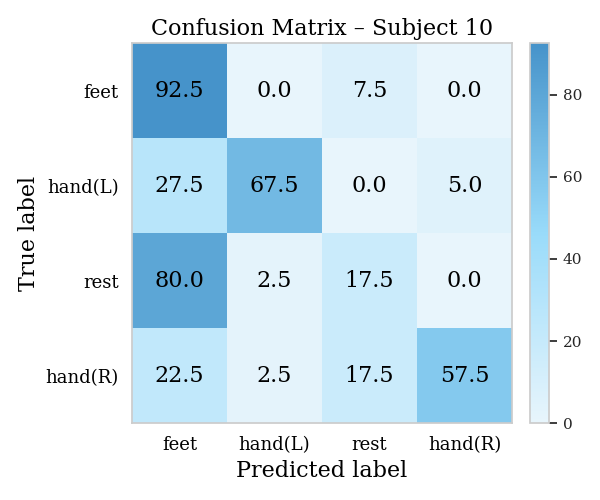 Confusion Matrix – Subject 10
feet 92.5 0.0 7.5 0.0
hand(L) 27.5 67.5 0.0 5.0
rest 80.0 2.5 17.5 0.0
hand(R) 22.5 2.5 17.5 57.5
feet hand(L) rest hand(R)
Predicted label
True label
80
60
40
20
0